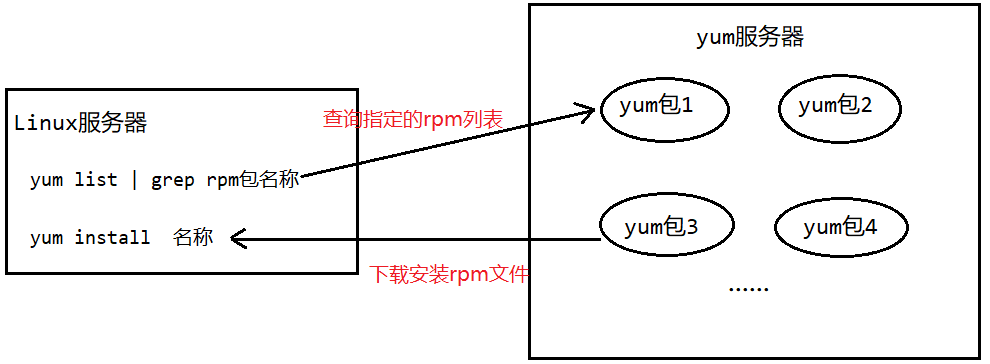 yum服务器
yum包1
yum包2
Linux服务器
查询指定的rpm列表
yum list | grep rpm包名称
yum install 名称
yum包3
yum包4
下载安装rpm文件
......